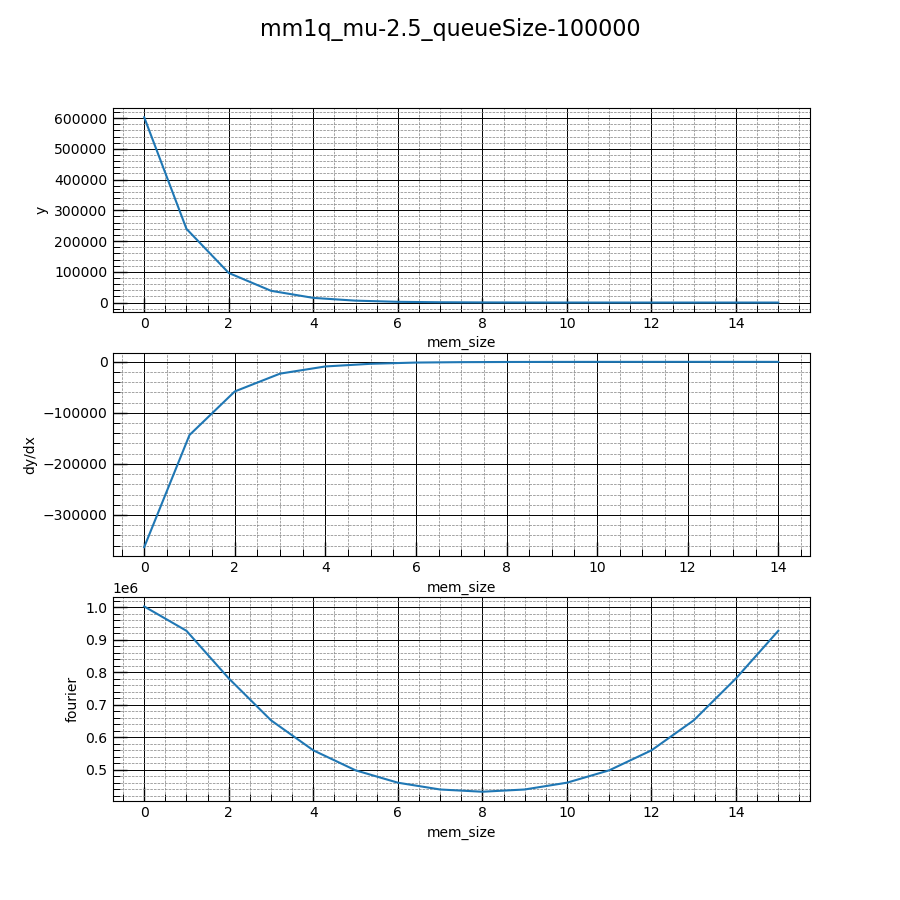 mm1q_mu-2.5_queueSize-100000
600000
500000
400000
300000
200000
100000
0
y
0 2 4 6 8 10 12 14
mem_size
0
−100000
−200000
−300000
dy/dx
0 2 4 6 8 10 12 14
mem_size
1e6
1.0
0.9
0.8
0.7
0.6
0.5
fourier
0 2 4 6 8 10 12 14
mem_size